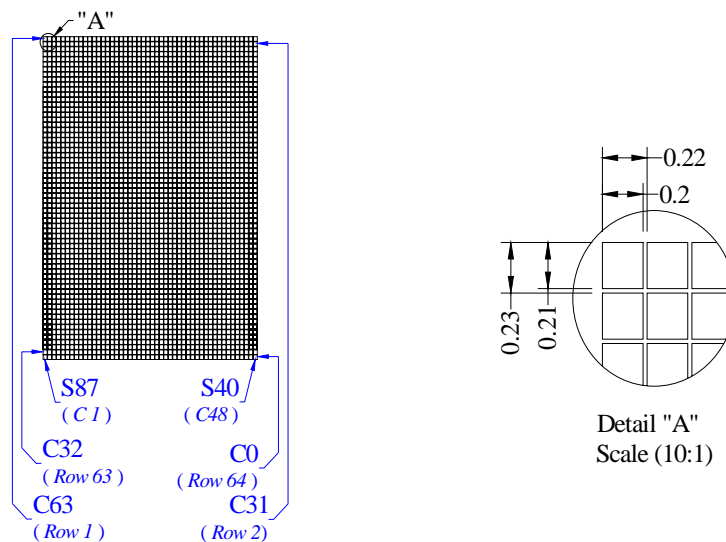 "A"
S87
( C 1 )
S40
( C48 )
C32
( Row 63 )
C0
( Row 64 )
C63
( Row 1 )
C31
( Row 2 )
0.22
0.2
0.23
0.21
Detail "A"
Scale (10:1)